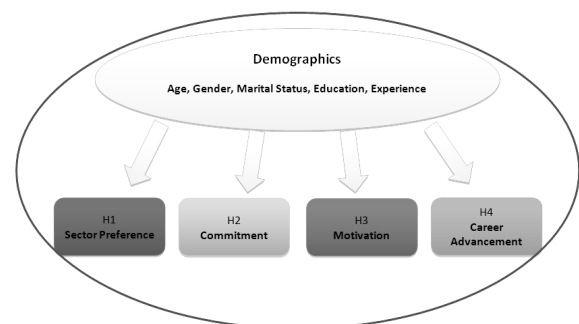 Demographics
Age, Gender, Marital Status, Education, Experience
H1
Sector Preference
H2
Commitment
H3
Motivation
H4
Career
Advancement